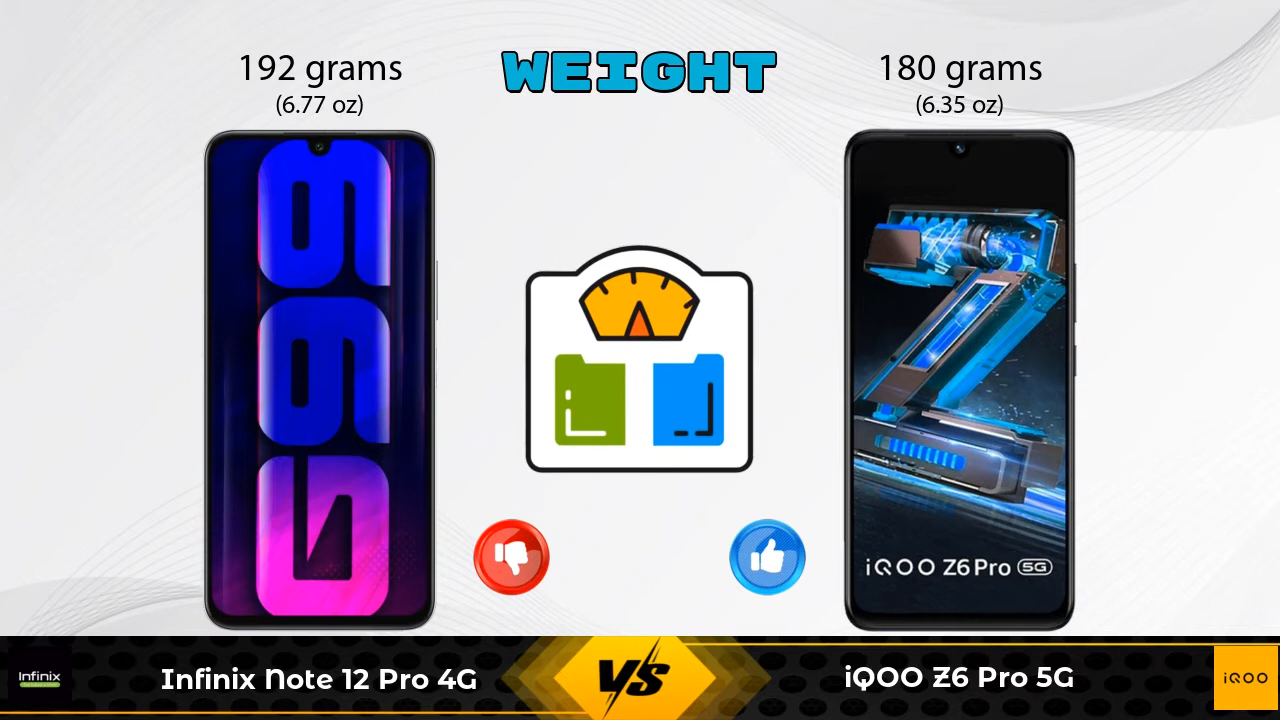 192 grams
(6.77 oz)
WEIGHT
180 grams
(6.35 oz)
G96
iQOO Z6 Pro 5G
Infinix
Infinix Note 12 Pro 4G
VS
iQOO Z6 Pro 5G
iQOO